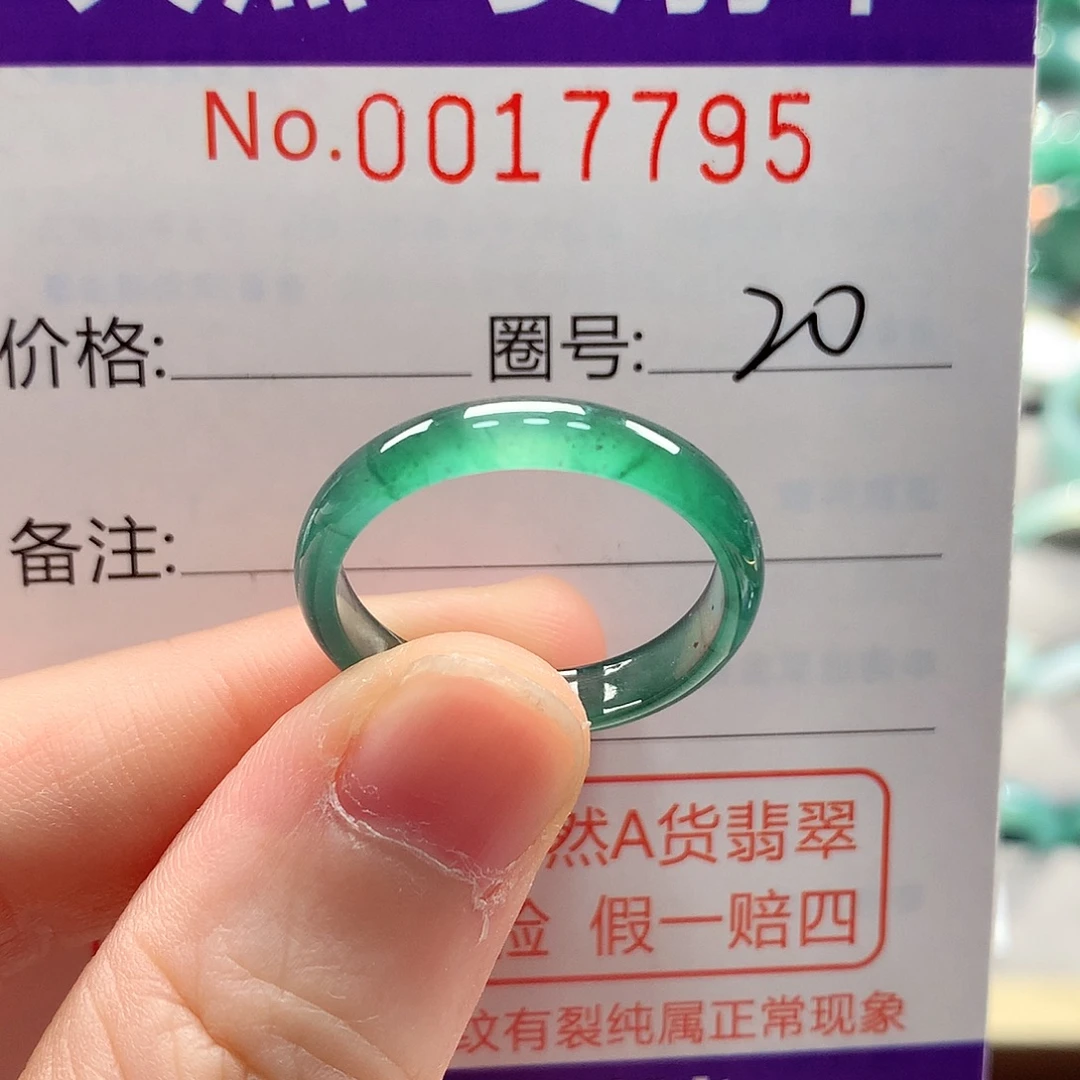 No.0017795
价格: 圈号: 20
备注:
然A货翡翠
验 假一赔四
纹有裂纯属正常现象